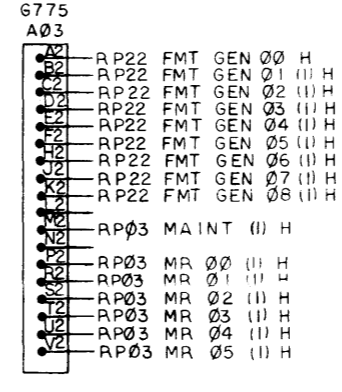 G775
AØ3
A2 RP22 FMT GEN ØØ H
B2 RP22 FMT GEN Ø1 (1) H
C2 RP22 FMT GEN Ø2 (1) H
D2 RP22 FMT GEN Ø3 (1) H
E2 RP22 FMT GEN Ø4 (1) H
F2 RP22 FMT GEN Ø5 (1) H
H2 RP22 FMT GEN Ø6 (1) H
J2 RP22 FMT GEN Ø7 (1) H
K2 RP22 FMT GEN Ø8 (1) H
L2
M2 RPØ3 MAINT (1) H
N2
P2 RPØ3 MR ØØ (1) H
R2 RPØ3 MR Ø1 (1) H
S2 RPØ3 MR Ø2 (1) H
T2 RPØ3 MR Ø3 (1) H
U2 RPØ3 MR Ø4 (1) H
V2 RPØ3 MR Ø5 (1) H